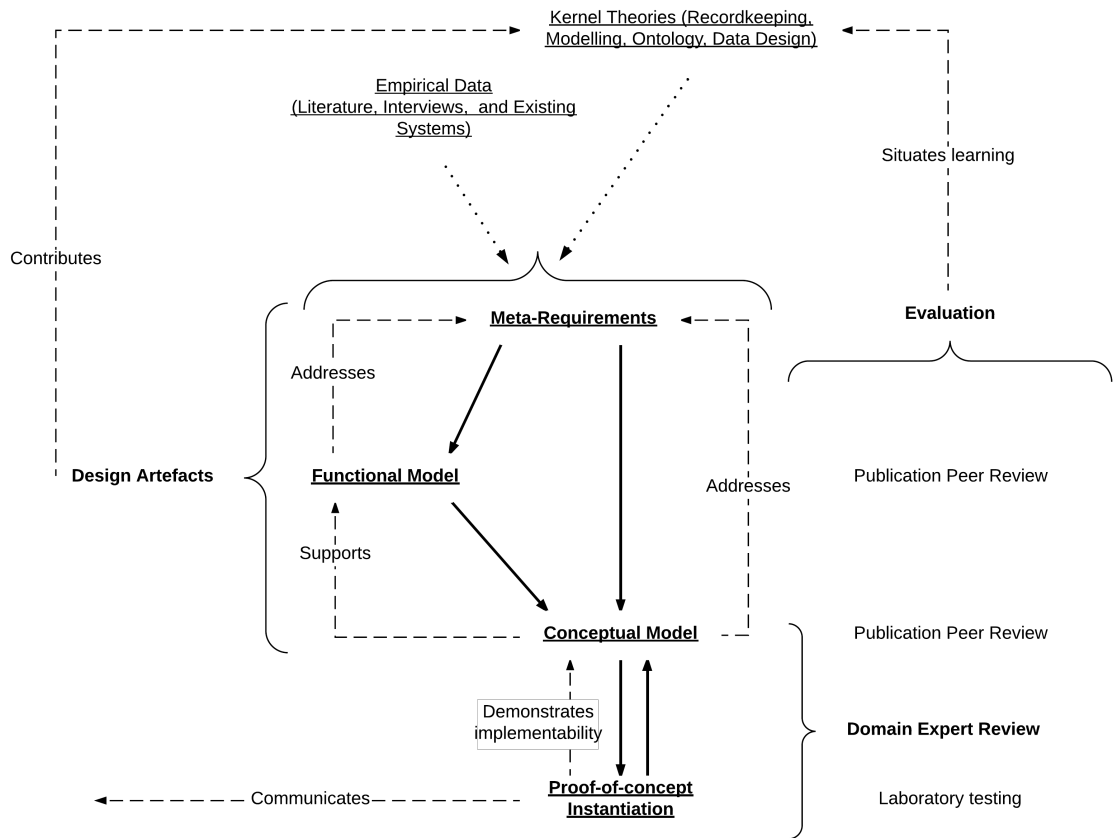 Kernel Theories (Recordkeeping,
Modelling, Ontology, Data Design)
Empirical Data
(Literature, Interviews,  and Existing
Systems)
Situates learning
Contributes
Evaluation
Meta-Requirements
Addresses
Design Artefacts
Functional Model
Addresses
Publication Peer Review
Supports
Conceptual Model
Publication Peer Review
Demonstrates
implementability
Domain Expert Review
Communicates
Proof-of-concept
Instantiation
Laboratory testing